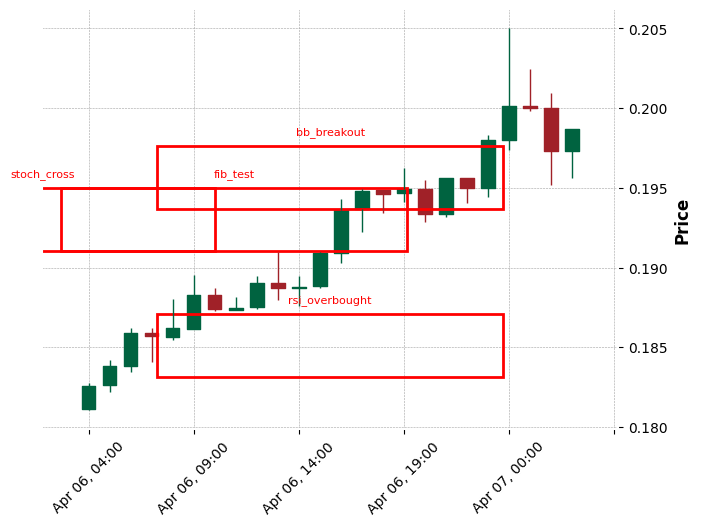 0.205
0.200
bb_breakout
stoch_cross
fib_test
0.195
Price
0.190
rsi_overbought
0.185
0.180
Apr 06, 04:00
Apr 06, 09:00
Apr 06, 14:00
Apr 06, 19:00
Apr 07, 00:00